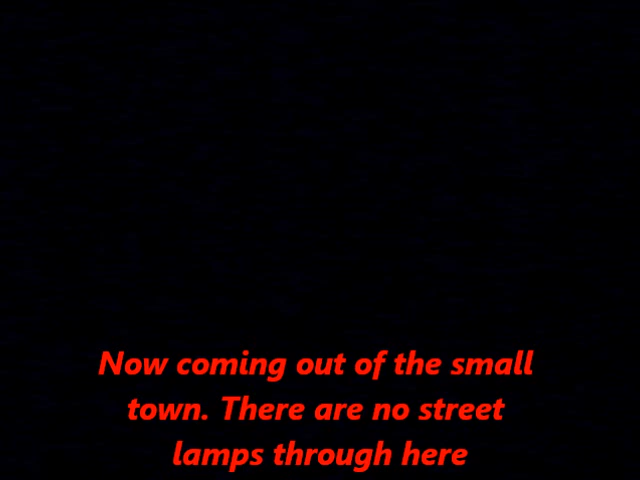 Now coming out of the small
town. There are no street
lamps through here